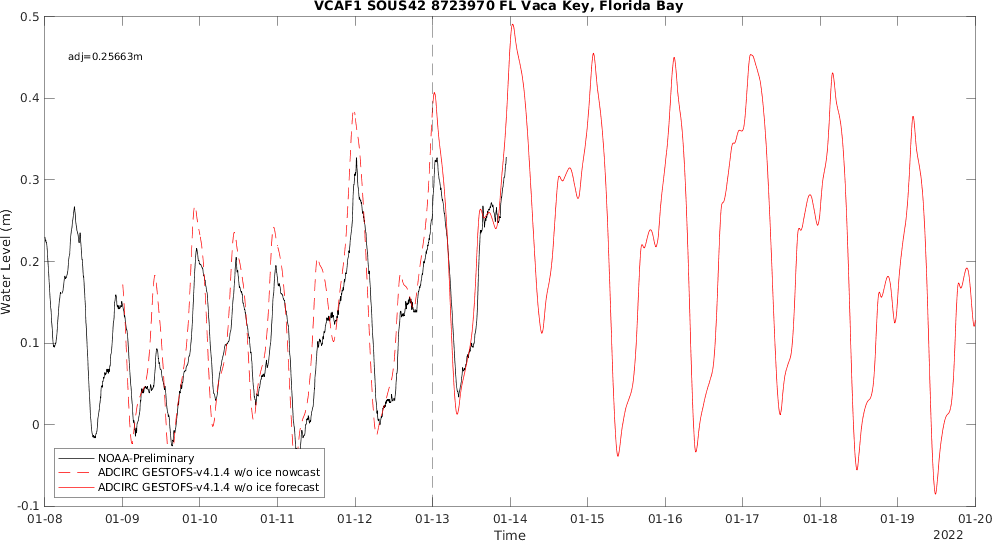 VCAF1 SOUS42 8723970 FL Vaca Key, Florida Bay
adj=0.25663m
0.5
0.4
0.3
0.2
0.1
0
-0.1
Water Level (m)
NOAA-Preliminary
ADCIRC GESTOFS-v4.1.4 w/o ice nowcast
ADCIRC GESTOFS-v4.1.4 w/o ice forecast
01-08 01-09 01-10 01-11 01-12 01-13 01-14 01-15 01-16 01-17 01-18 01-19 01-20
Time
2022